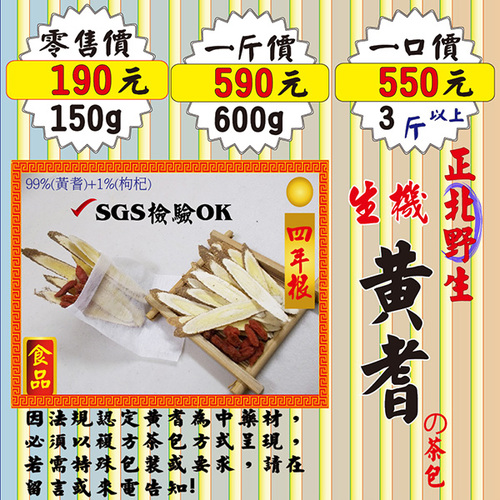 零售價
190元
150g
一斤價
590元
600g
一口價
550元
3斤以上
99%(黃耆)+1%(枸杞)
✓SGS檢驗OK
四年根
食品
正北野生
生機
黃耆
の茶包
因法規認定黃耆為中藥材，
必須以複方茶包方式呈現，
若需特殊包裝或要求，請在
留言或來電告知!